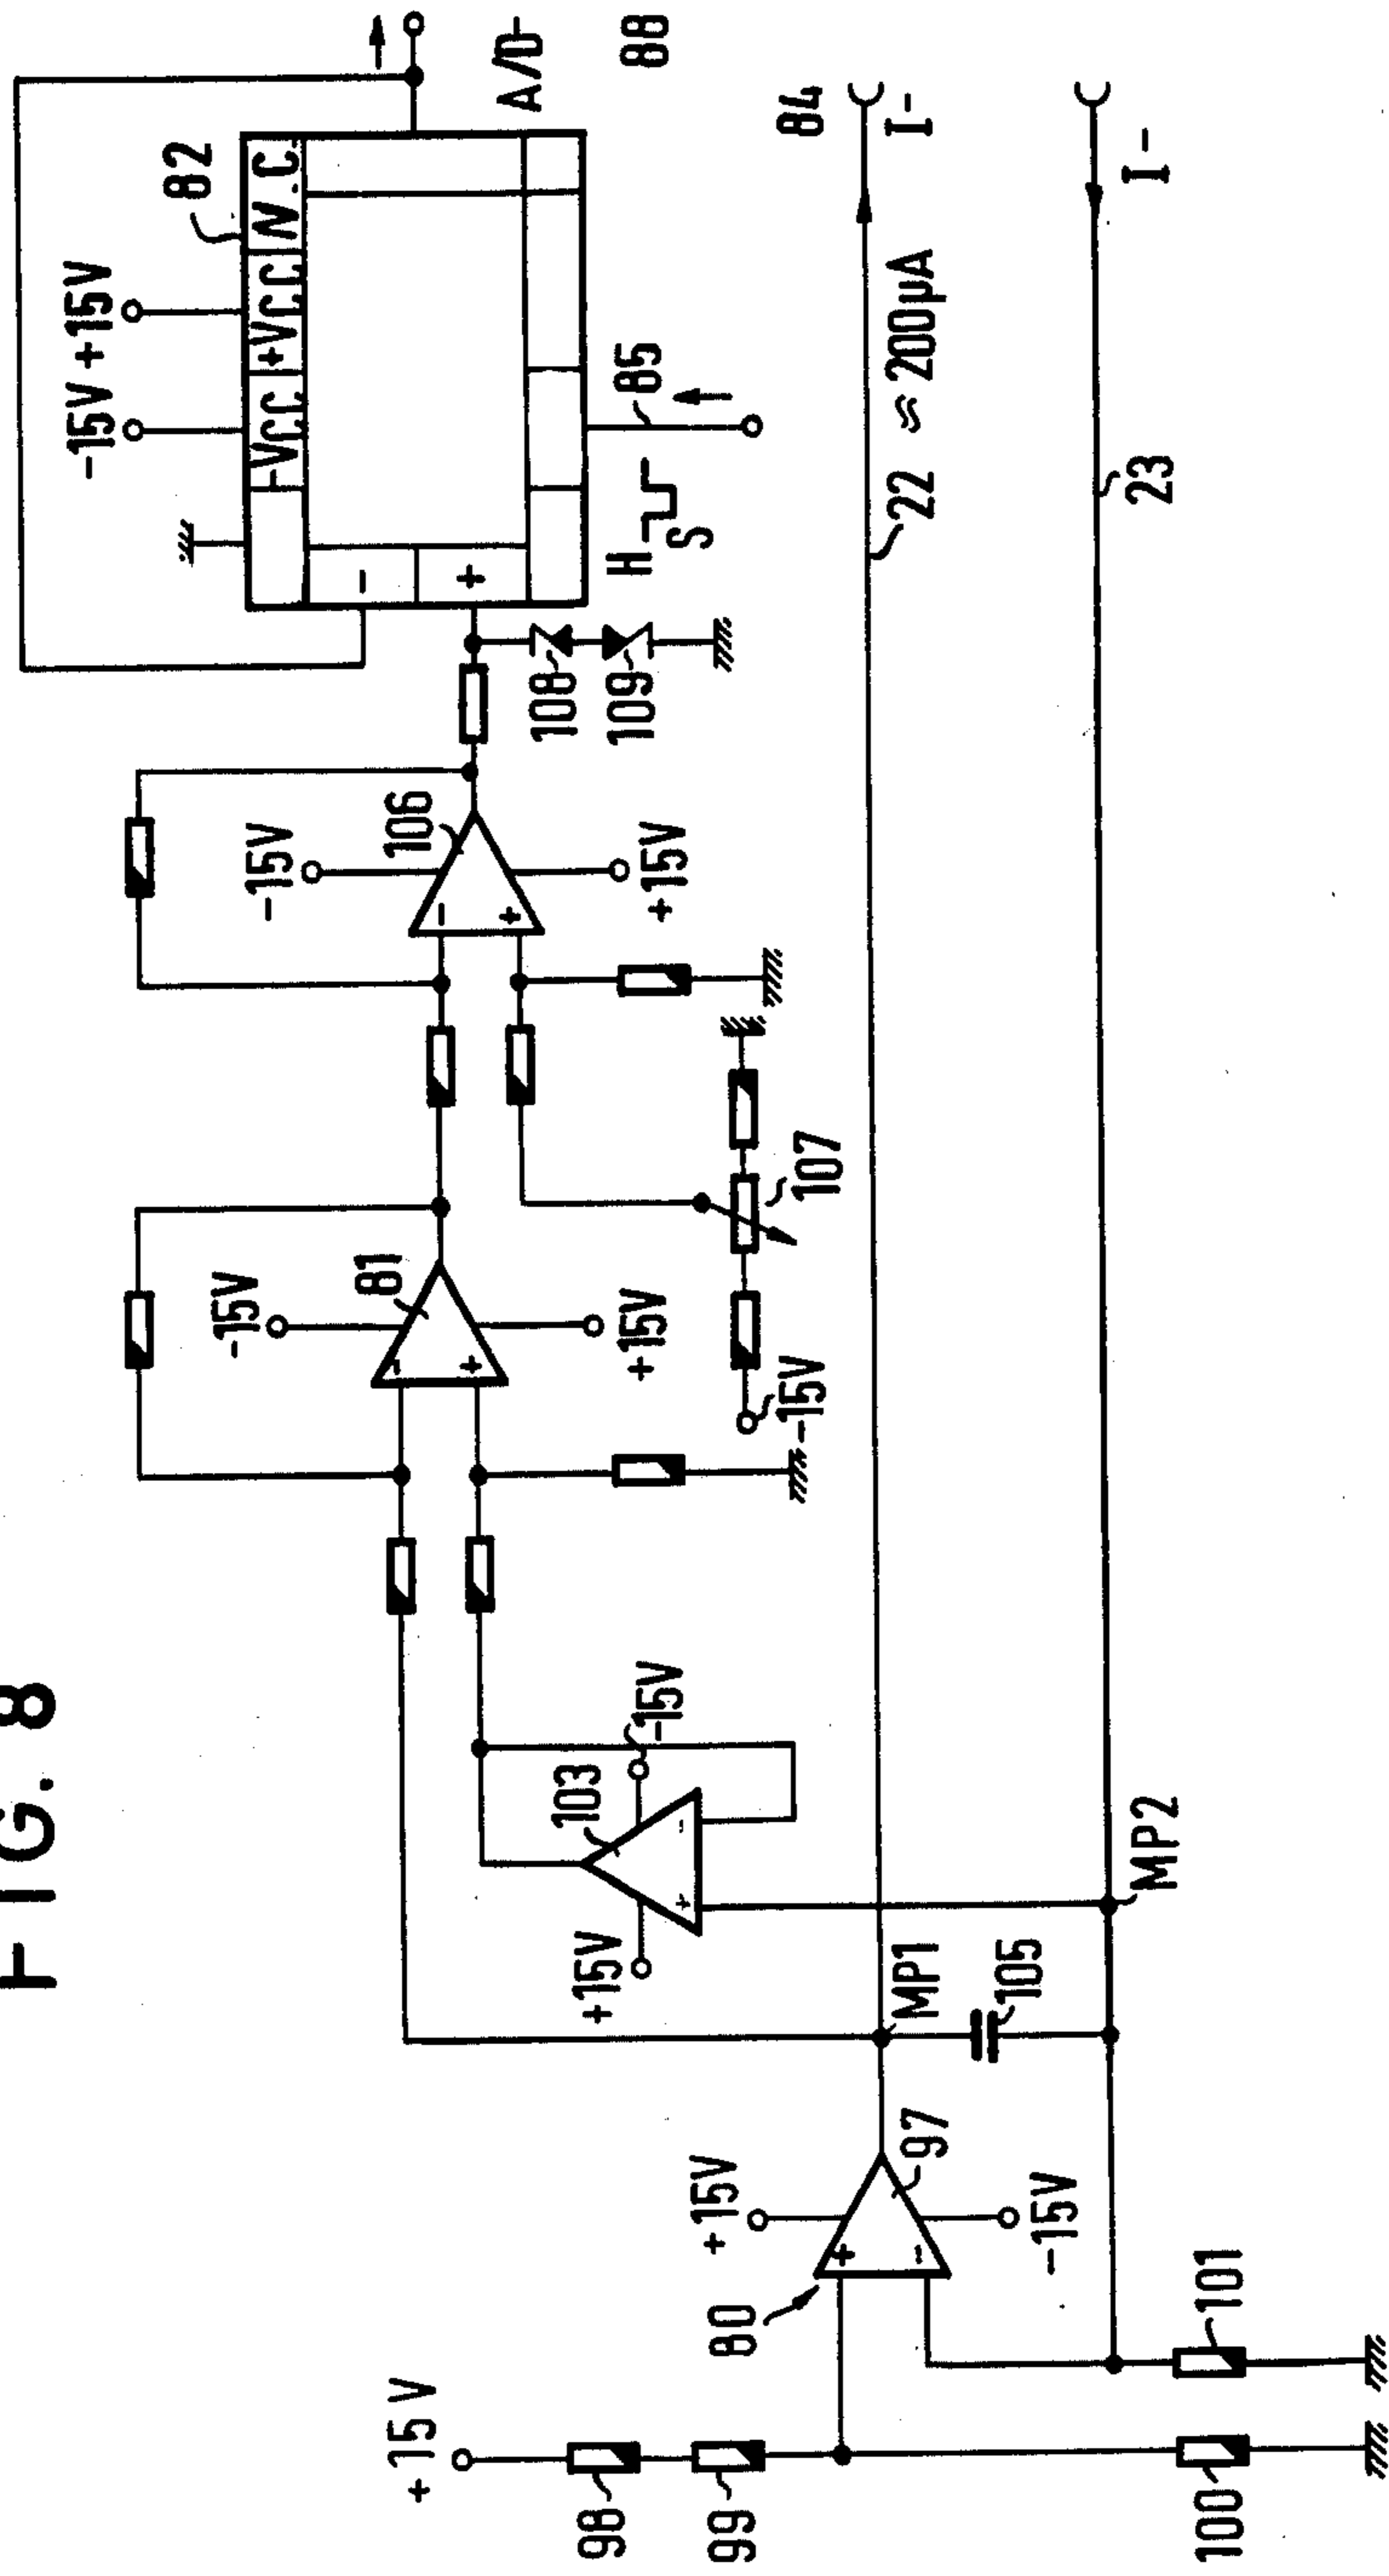 FIG. 8
+15 V
98
99
100
80
+15V
97
+
-
-15V
101
MP1
105
MP2
+15V
103
-15V
+
-
-15V
81
-
+
+15V
-15V
107
-15V
106
-
+
+15V
108
109
-15V +15V
-VCC +VCC N.C.
82
-
+
H
S
85
A/D-
88
22 ≈ 200µA
84
I-
23
I-